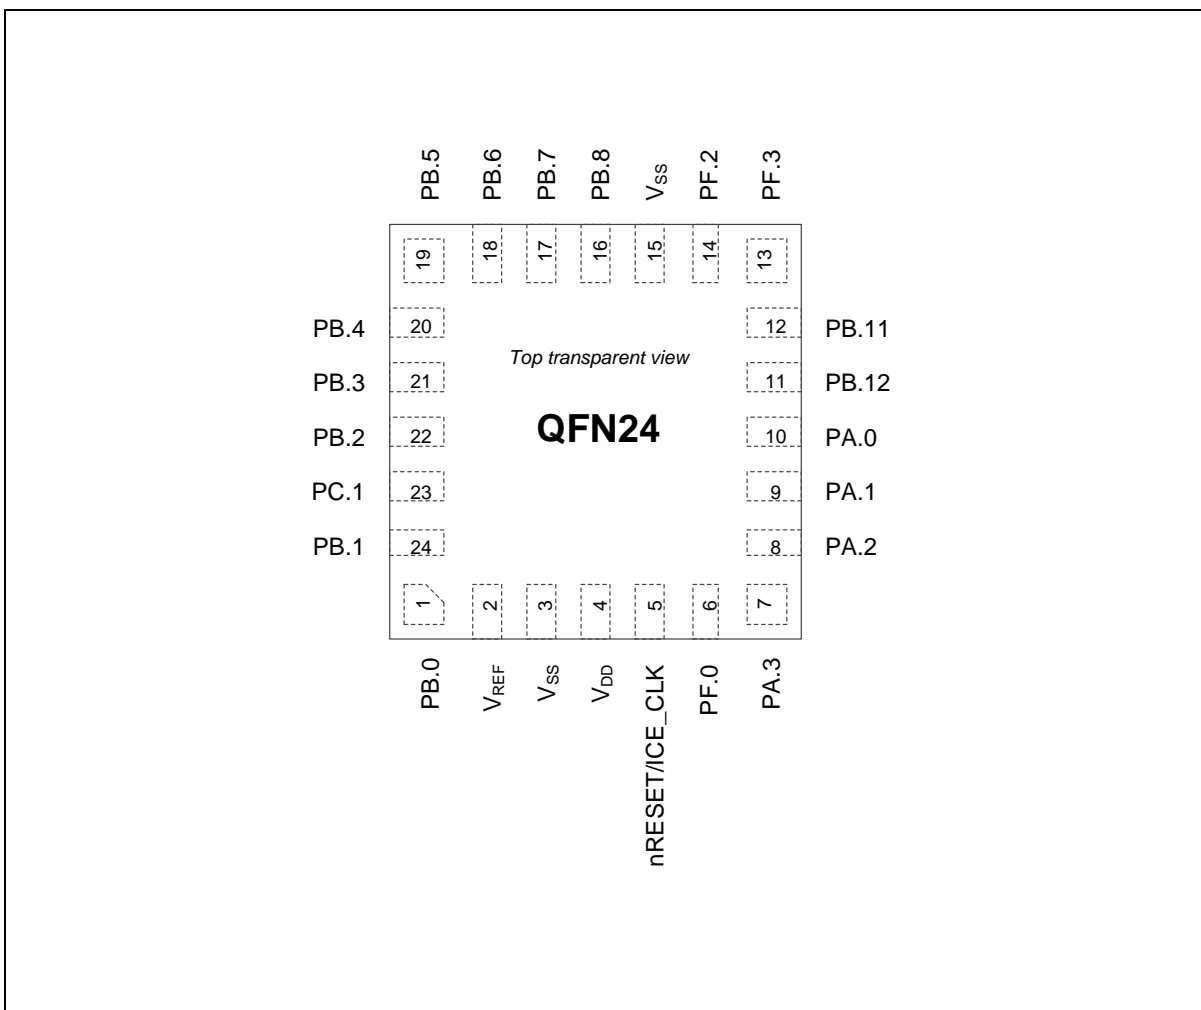 PB.5 PB.6 PB.7 PB.8 VSS PF.2 PF.3
19 18 17 16 15 14 13
PB.4 20 12 PB.11
Top transparent view
PB.3 21 11 PB.12
QFN24
PB.2 22 10 PA.0
PC.1 23 9 PA.1
PB.1 24 8 PA.2
1 2 3 4 5 6 7
PB.0 VREF VSS VDD nRESET/ICE_CLK PF.0 PA.3